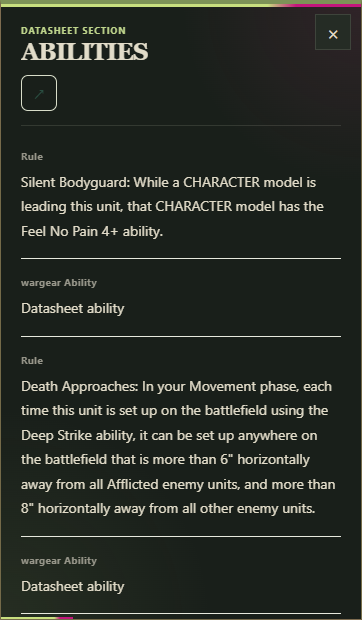 DATASHEET SECTION
ABILITIES
×
↗
Rule
Silent Bodyguard: While a CHARACTER model is
leading this unit, that CHARACTER model has the
Feel No Pain 4+ ability.
wargear Ability
Datasheet ability
Rule
Death Approaches: In your Movement phase, each
time this unit is set up on the battlefield using the
Deep Strike ability, it can be set up anywhere on
the battlefield that is more than 6" horizontally
away from all Afflicted enemy units, and more than
8" horizontally away from all other enemy units.
wargear Ability
Datasheet ability